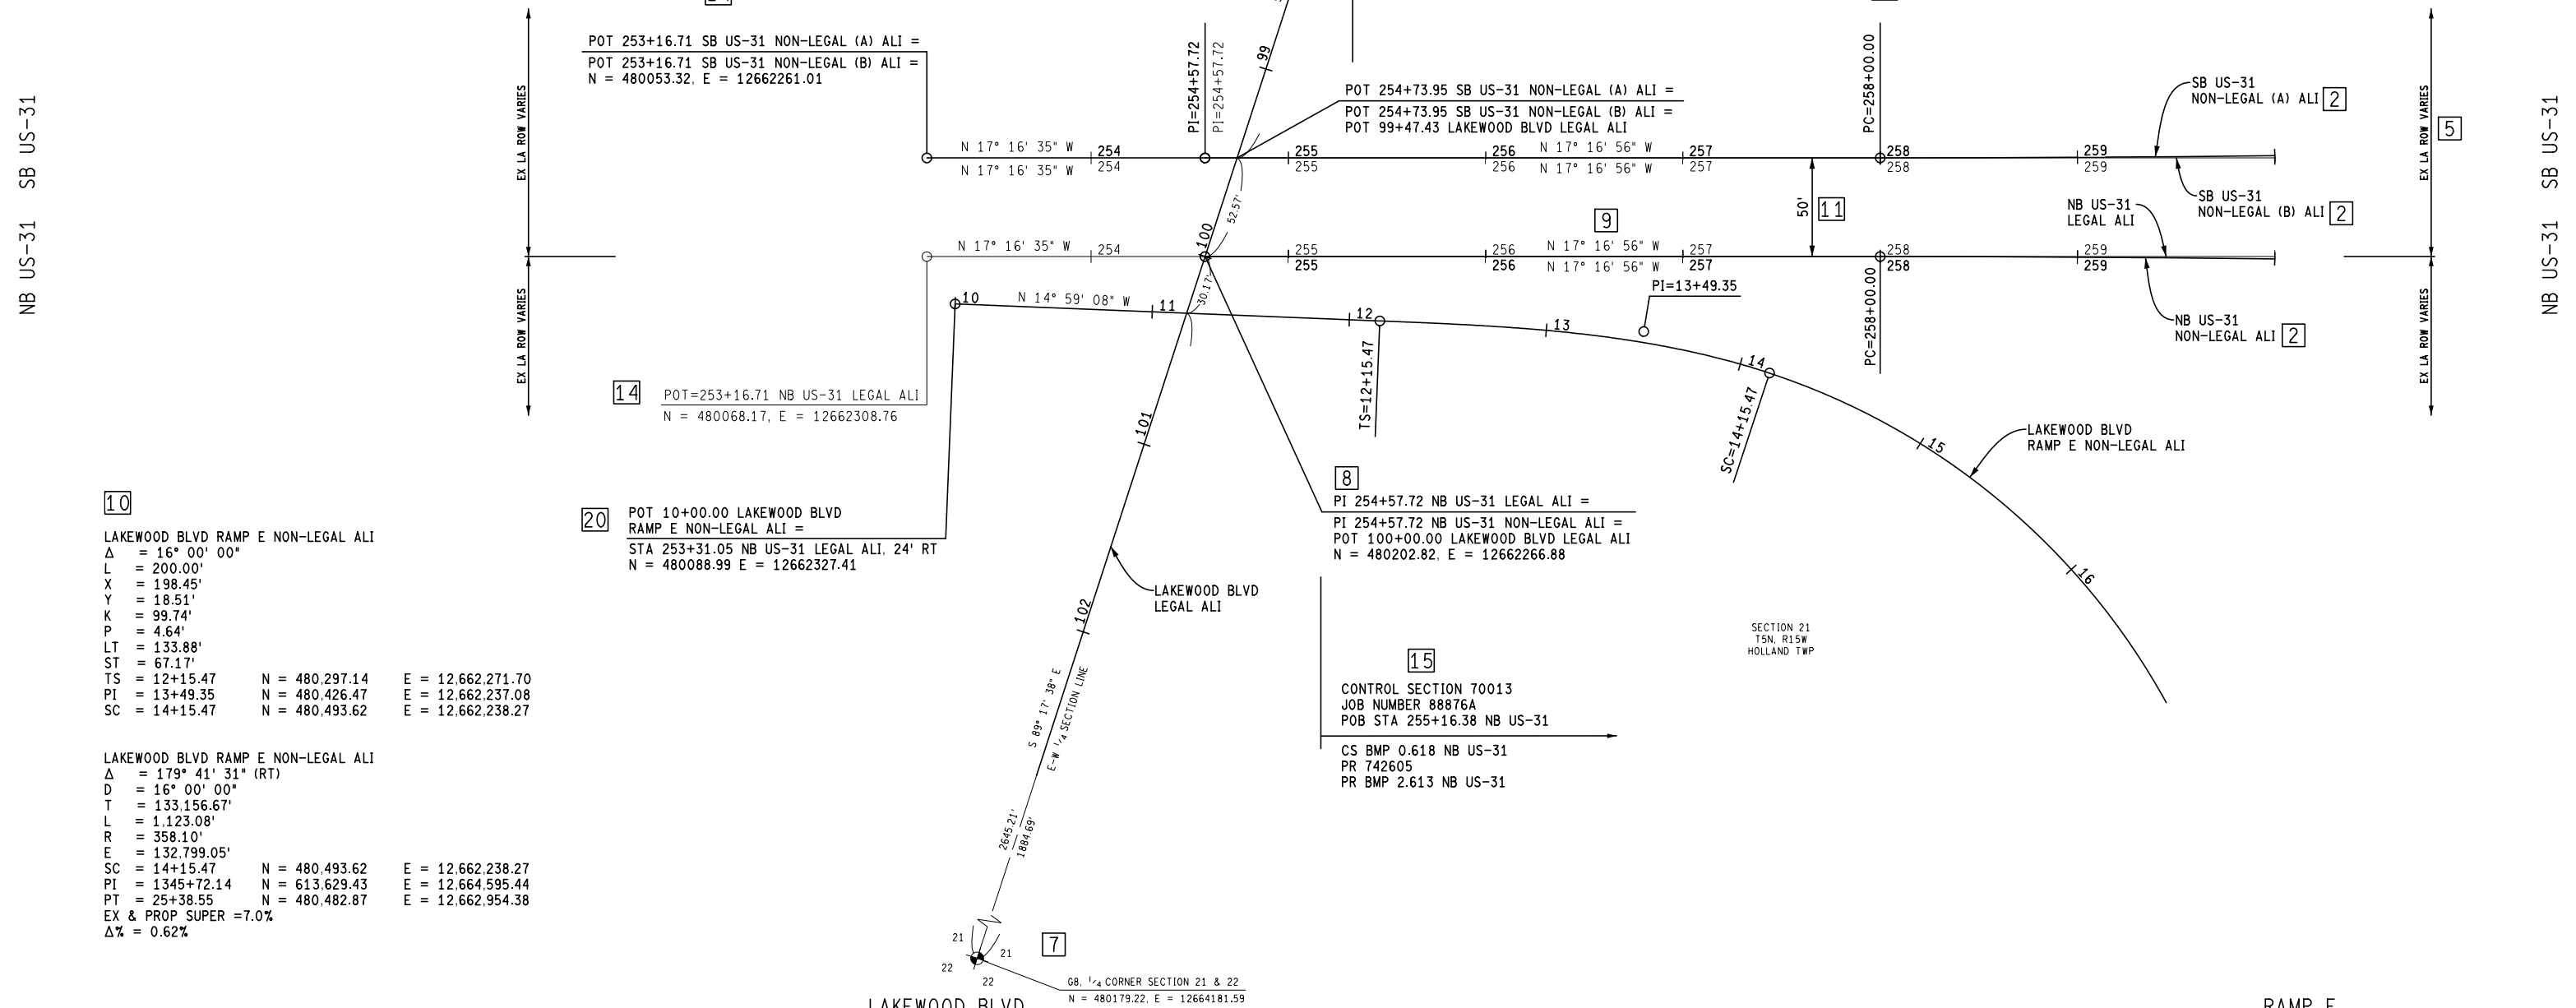 SB US-31
NB US-31
EX LA ROW VARIES
EX LA ROW VARIES
POT 253+16.71 SB US-31 NON-LEGAL (A) ALI =
POT 253+16.71 SB US-31 NON-LEGAL (B) ALI =
N = 480053.32, E = 12662261.01
PI=254+57.72
PI=254+57.72
99
POT 254+73.95 SB US-31 NON-LEGAL (A) ALI =
POT 254+73.95 SB US-31 NON-LEGAL (B) ALI =
POT 99+47.43 LAKEWOOD BLVD LEGAL ALI
PC=258+00.00
SB US-31
NON-LEGAL (A) ALI 2
EX LA ROW VARIES
5
SB US-31
NB US-31
N 17° 16' 35" W 254 255 256 N 17° 16' 56" W 257 258 259
N 17° 16' 35" W 254 255 256 N 17° 16' 56" W 257 258 259
SB US-31
NON-LEGAL (B) ALI 2
NB US-31
LEGAL ALI
52.57'
50' 11
9
100
N 17° 16' 35" W 254 255 256 N 17° 16' 56" W 257 258 259
255 256 N 17° 16' 56" W 257 258 259
30.17'
PI=13+49.35
10 N 14° 59' 08" W 11 12 13 14 15 16
TS=12+15.47
PC=258+00.00
SC=14+15.47
NB US-31
NON-LEGAL ALI 2
EX LA ROW VARIES
14 POT=253+16.71 NB US-31 LEGAL ALI
N = 480068.17, E = 12662308.76
101
LAKEWOOD BLVD
RAMP E NON-LEGAL ALI
8
PI 254+57.72 NB US-31 LEGAL ALI =
PI 254+57.72 NB US-31 NON-LEGAL ALI =
POT 100+00.00 LAKEWOOD BLVD LEGAL ALI
N = 480202.82, E = 12662266.88
20 POT 10+00.00 LAKEWOOD BLVD
RAMP E NON-LEGAL ALI =
STA 253+31.05 NB US-31 LEGAL ALI, 24' RT
N = 480088.99 E = 12662327.41
LAKEWOOD BLVD
LEGAL ALI
102
10
LAKEWOOD BLVD RAMP E NON-LEGAL ALI
Δ = 16° 00' 00"
L = 200.00'
X = 198.45'
Y = 18.51'
K = 99.74'
P = 4.64'
LT = 133.88'
ST = 67.17'
TS = 12+15.47 N = 480,297.14 E = 12,662,271.70
PI = 13+49.35 N = 480,426.47 E = 12,662,237.08
SC = 14+15.47 N = 480,493.62 E = 12,662,238.27
LAKEWOOD BLVD RAMP E NON-LEGAL ALI
Δ = 179° 41' 31" (RT)
D = 16° 00' 00"
T = 133,156.67'
L = 1,123.08'
R = 358.10'
E = 132,799.05'
SC = 14+15.47 N = 480,493.62 E = 12,662,238.27
PI = 1345+72.14 N = 613,629.43 E = 12,664,595.44
PT = 25+38.55 N = 480,482.87 E = 12,662,954.38
EX & PROP SUPER =7.0%
Δ% = 0.62%
S 89° 17' 38" E
E-W 1/4 SECTION LINE
2645.21'
1884.69'
SECTION 21
T5N, R15W
HOLLAND TWP
15
CONTROL SECTION 70013
JOB NUMBER 88876A
POB STA 255+16.38 NB US-31
CS BMP 0.618 NB US-31
PR 742605
PR BMP 2.613 NB US-31
21
21
22
22
7
G8, 1/4 CORNER SECTION 21 & 22
N = 480179.22, E = 12664181.59
LAKEWOOD BLVD
RAMP E